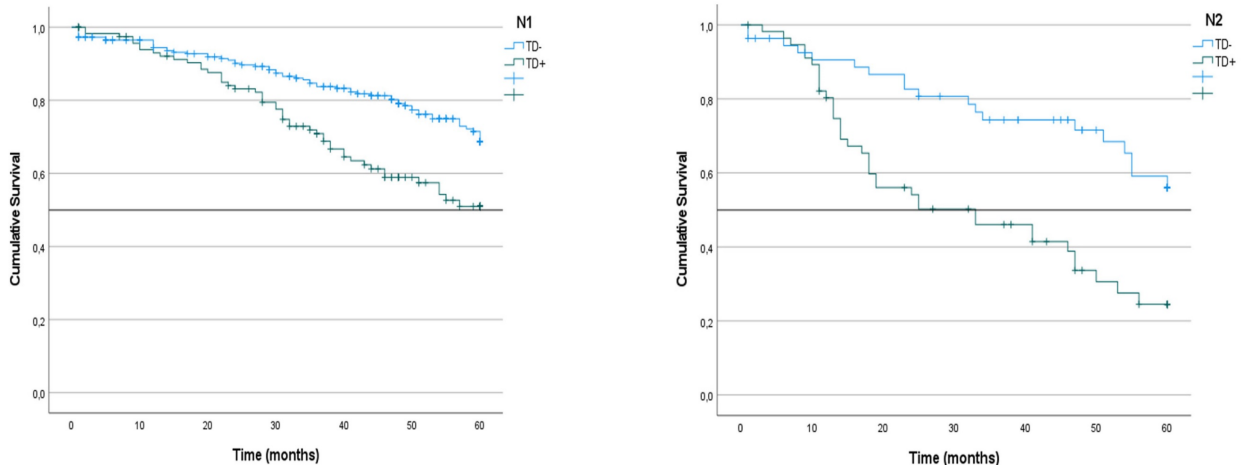 N1
TD-
TD+
Cumulative Survival
1,0
0,8
0,6
0,4
0,2
0,0
0 10 20 30 40 50 60
Time (months)
N2
TD-
TD+
Cumulative Survival
1,0
0,8
0,6
0,4
0,2
0,0
0 10 20 30 40 50 60
Time (months)